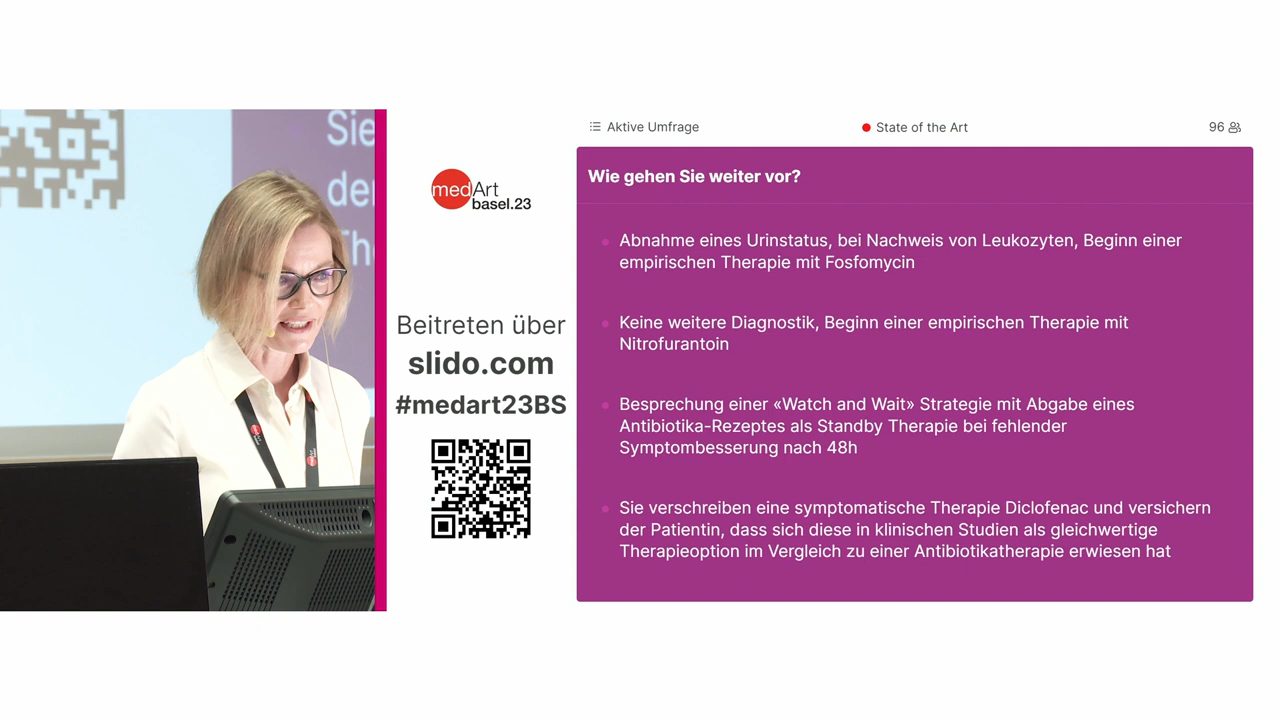 Sie
der
Th
medArt
basel.23
Beitreten über
slido.com
#medart23BS
Aktive Umfrage
State of the Art
96
Wie gehen Sie weiter vor?
Abnahme eines Urinstatus, bei Nachweis von Leukozyten, Beginn einer
empirischen Therapie mit Fosfomycin
Keine weitere Diagnostik, Beginn einer empirischen Therapie mit
Nitrofurantoin
Besprechung einer «Watch and Wait» Strategie mit Abgabe eines
Antibiotika-Rezeptes als Standby Therapie bei fehlender
Symptombesserung nach 48h
Sie verschreiben eine symptomatische Therapie Diclofenac und versichern
der Patientin, dass sich diese in klinischen Studien als gleichwertige
Therapieoption im Vergleich zu einer Antibiotikatherapie erwiesen hat